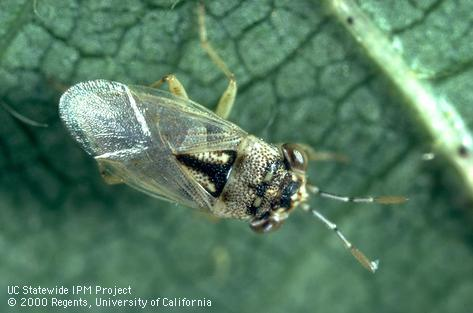 UC Statewide IPM Project
© 2000 Regents, University of California